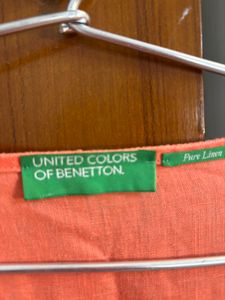 UNITED COLORS
OF BENETTON.
Pure Linen